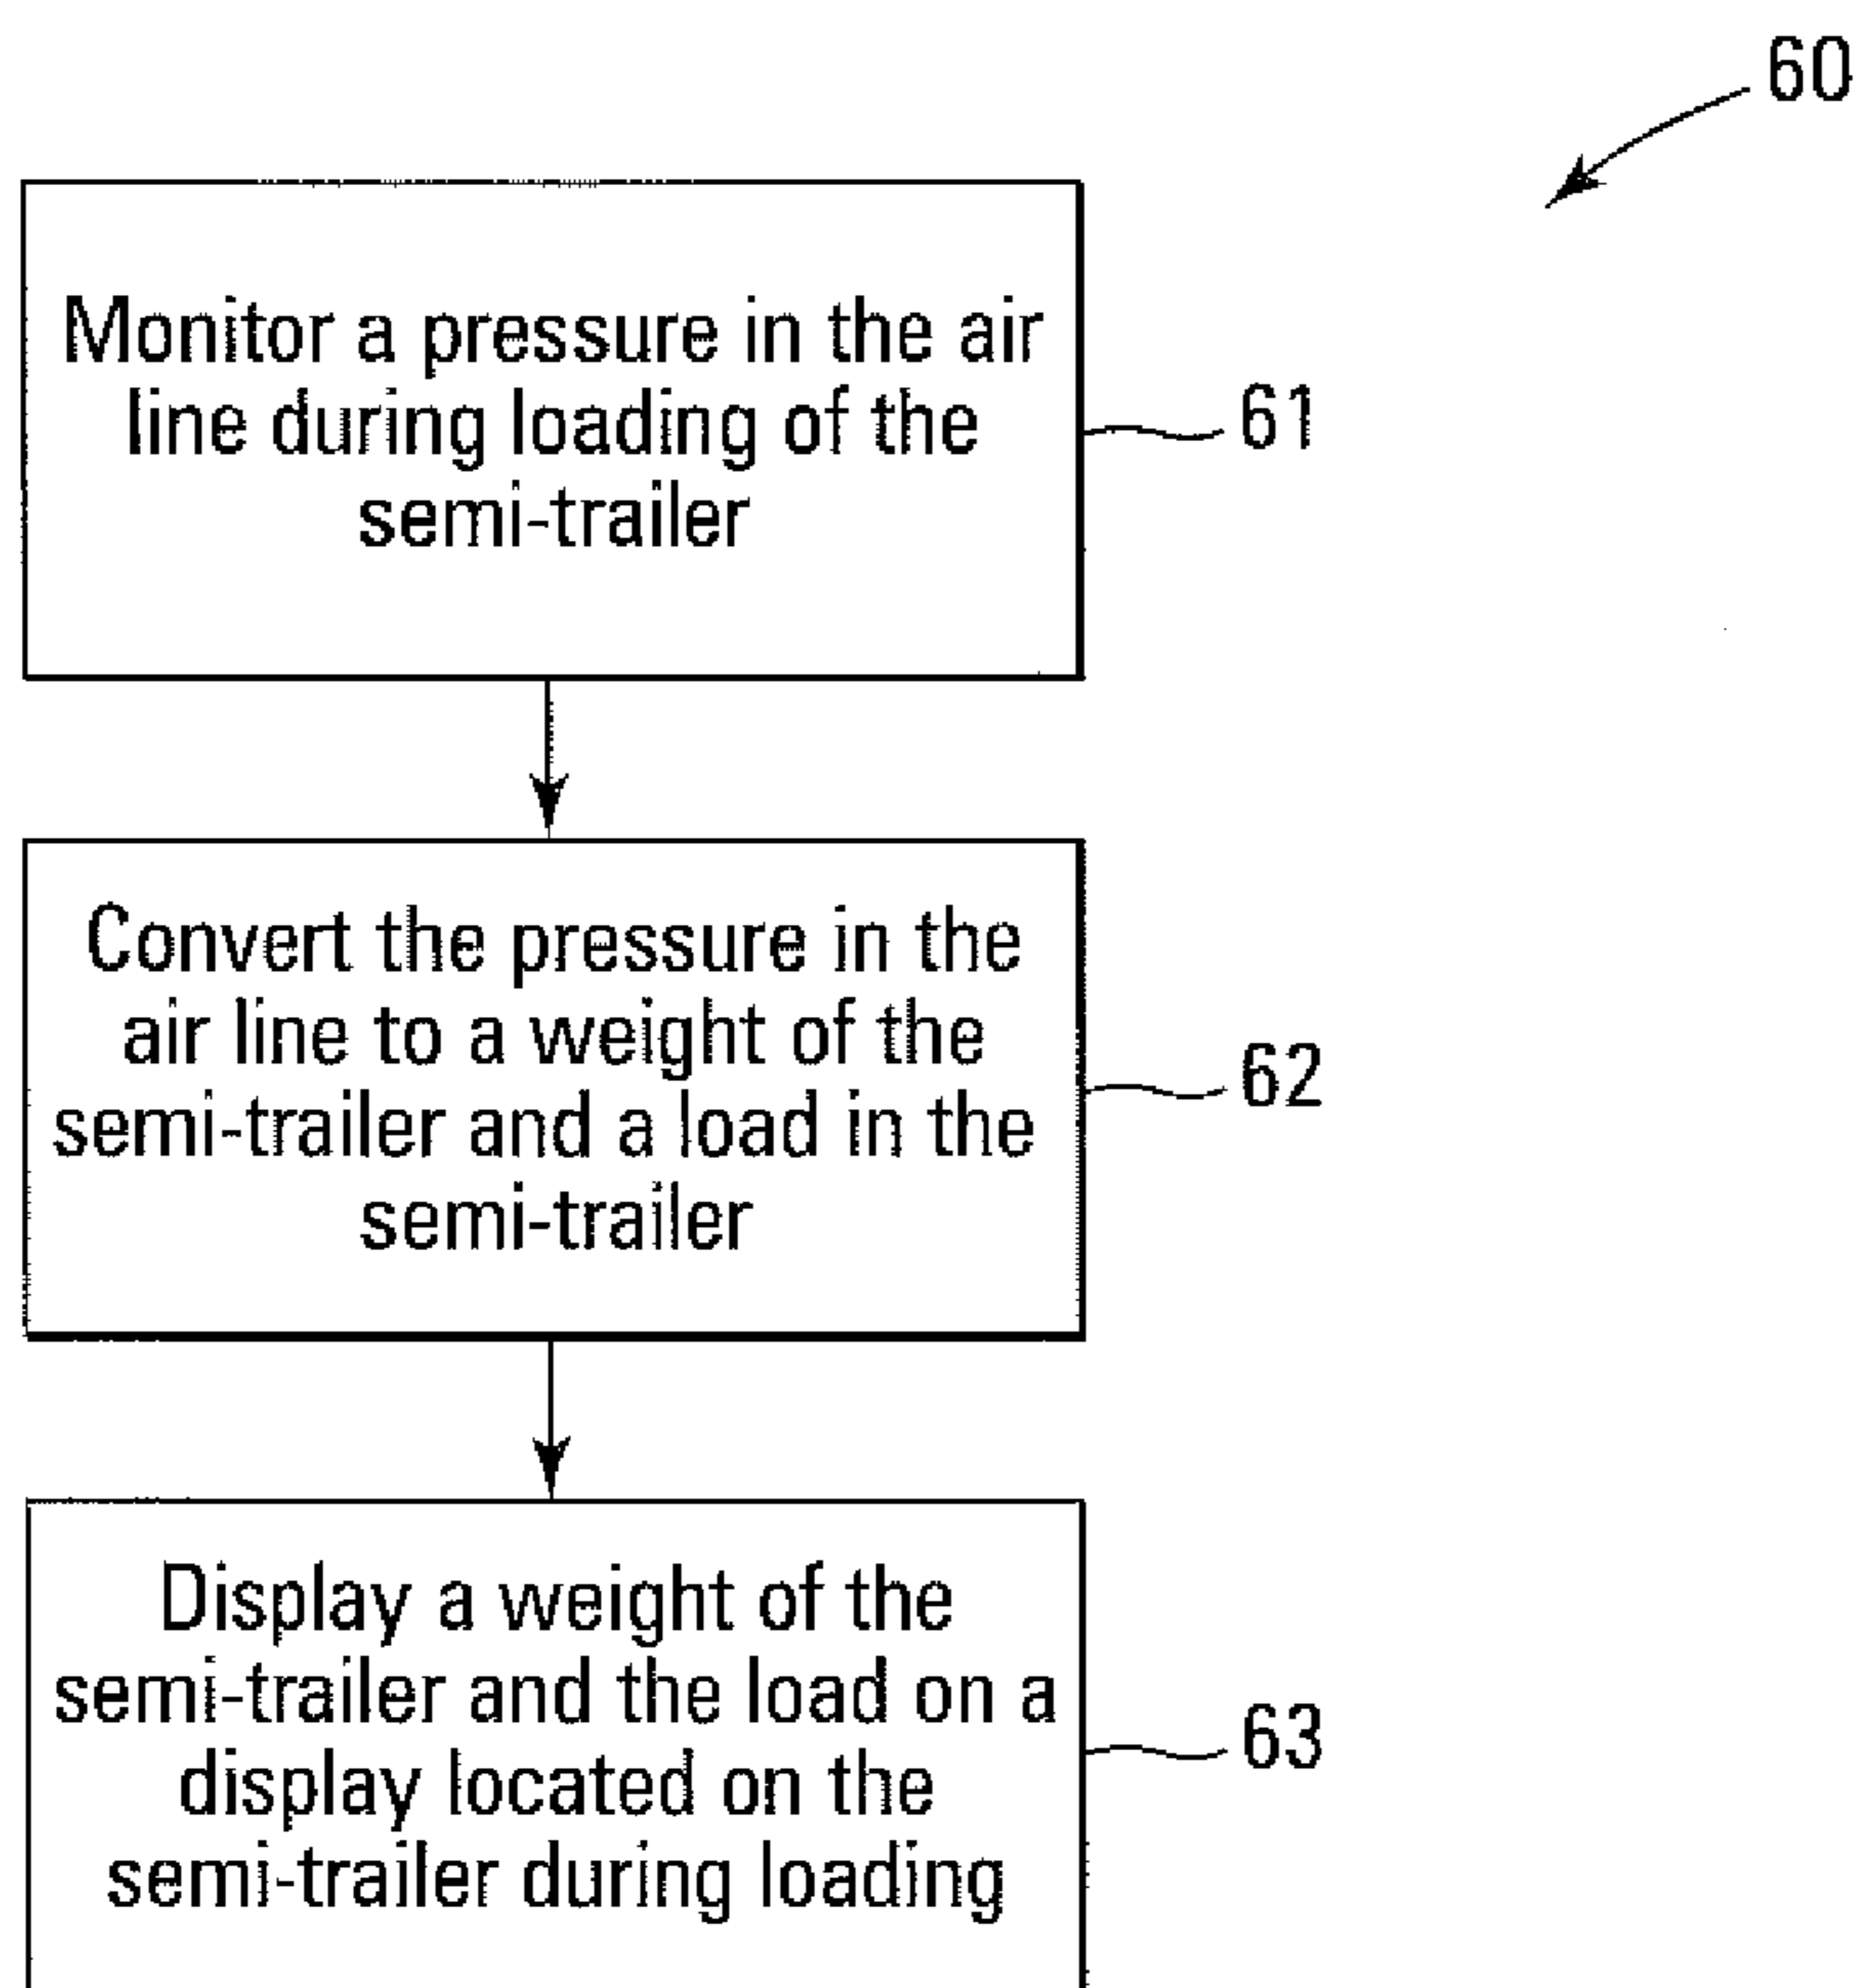 60
Monitor a pressure in the air
line during loading of the
semi-trailer
61
Convert the pressure in the
air line to a weight of the
semi-trailer and a load in the
semi-trailer
62
Display a weight of the
semi-trailer and the load on a
display located on the
semi-trailer during loading
63